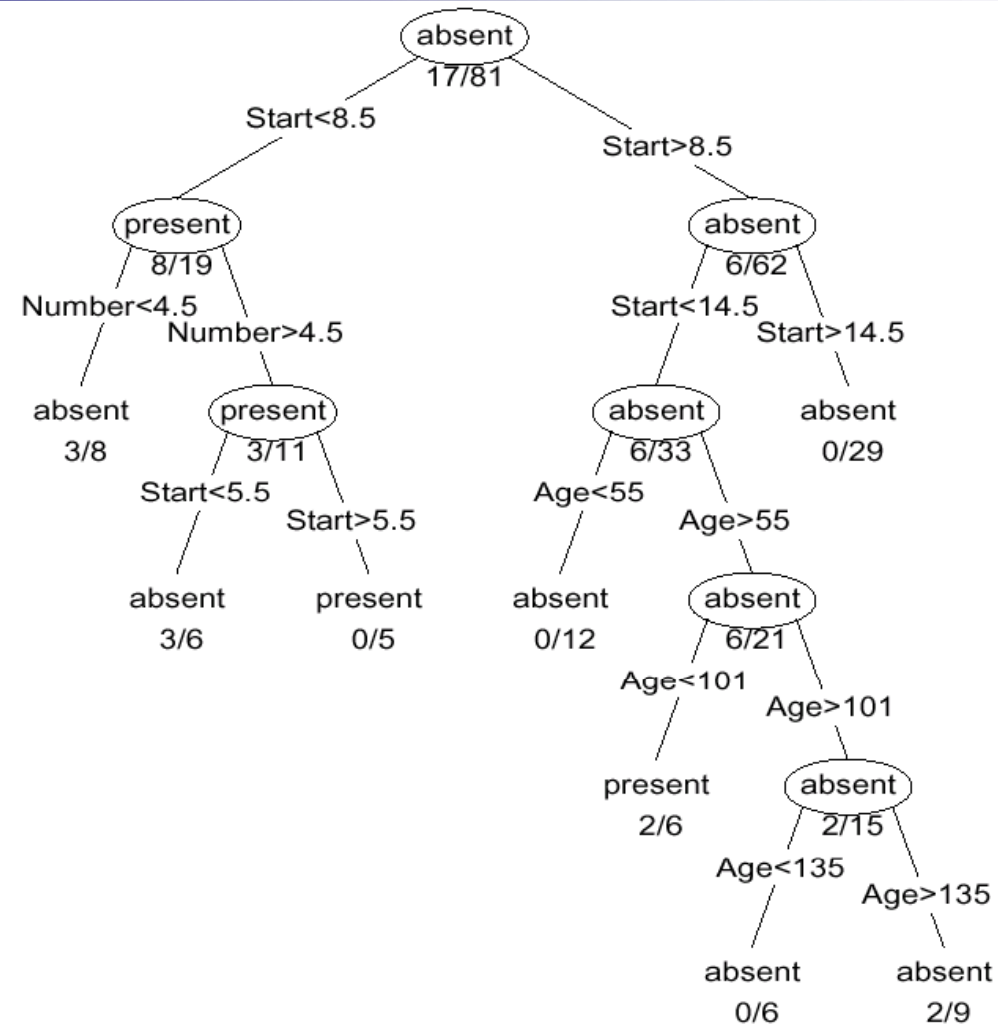 absent
17/81
Start<8.5
Start>8.5
present
8/19
absent
6/62
Number<4.5
Number>4.5
Start<14.5
Start>14.5
absent
3/8
present
3/11
absent
6/33
absent
0/29
Start<5.5
Start>5.5
Age<55
Age>55
absent
3/6
present
0/5
absent
0/12
absent
6/21
Age<101
Age>101
present
2/6
absent
2/15
Age<135
Age>135
absent
0/6
absent
2/9